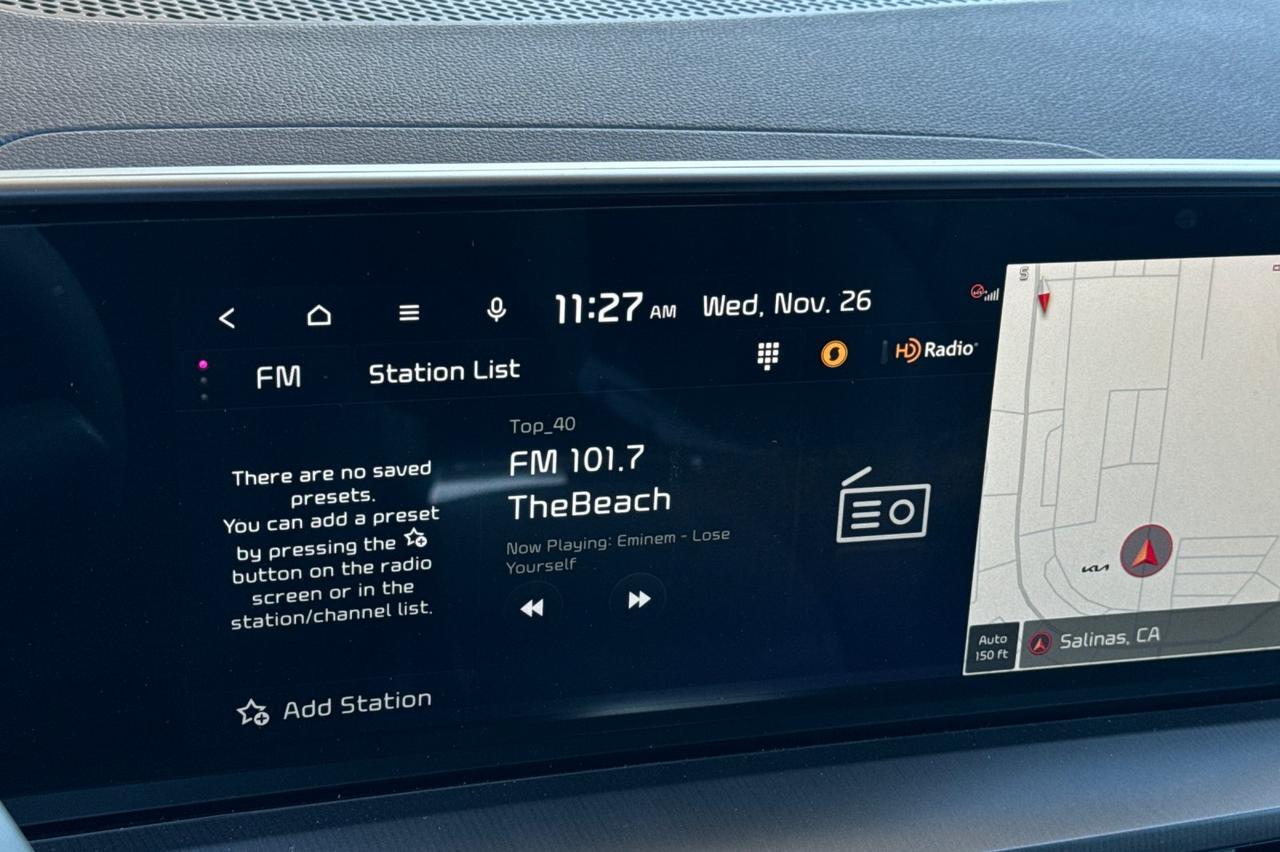 11:27 AM Wed, Nov. 26
FM Station List HD Radio
There are no saved
presets.
You can add a preset
by pressing the
button on the radio
screen or in the
station/channel list.
Add Station
Top_40
FM 101.7
TheBeach
Now Playing: Eminem - Lose
Yourself
S
KIA
Auto
150 ft
Salinas, CA